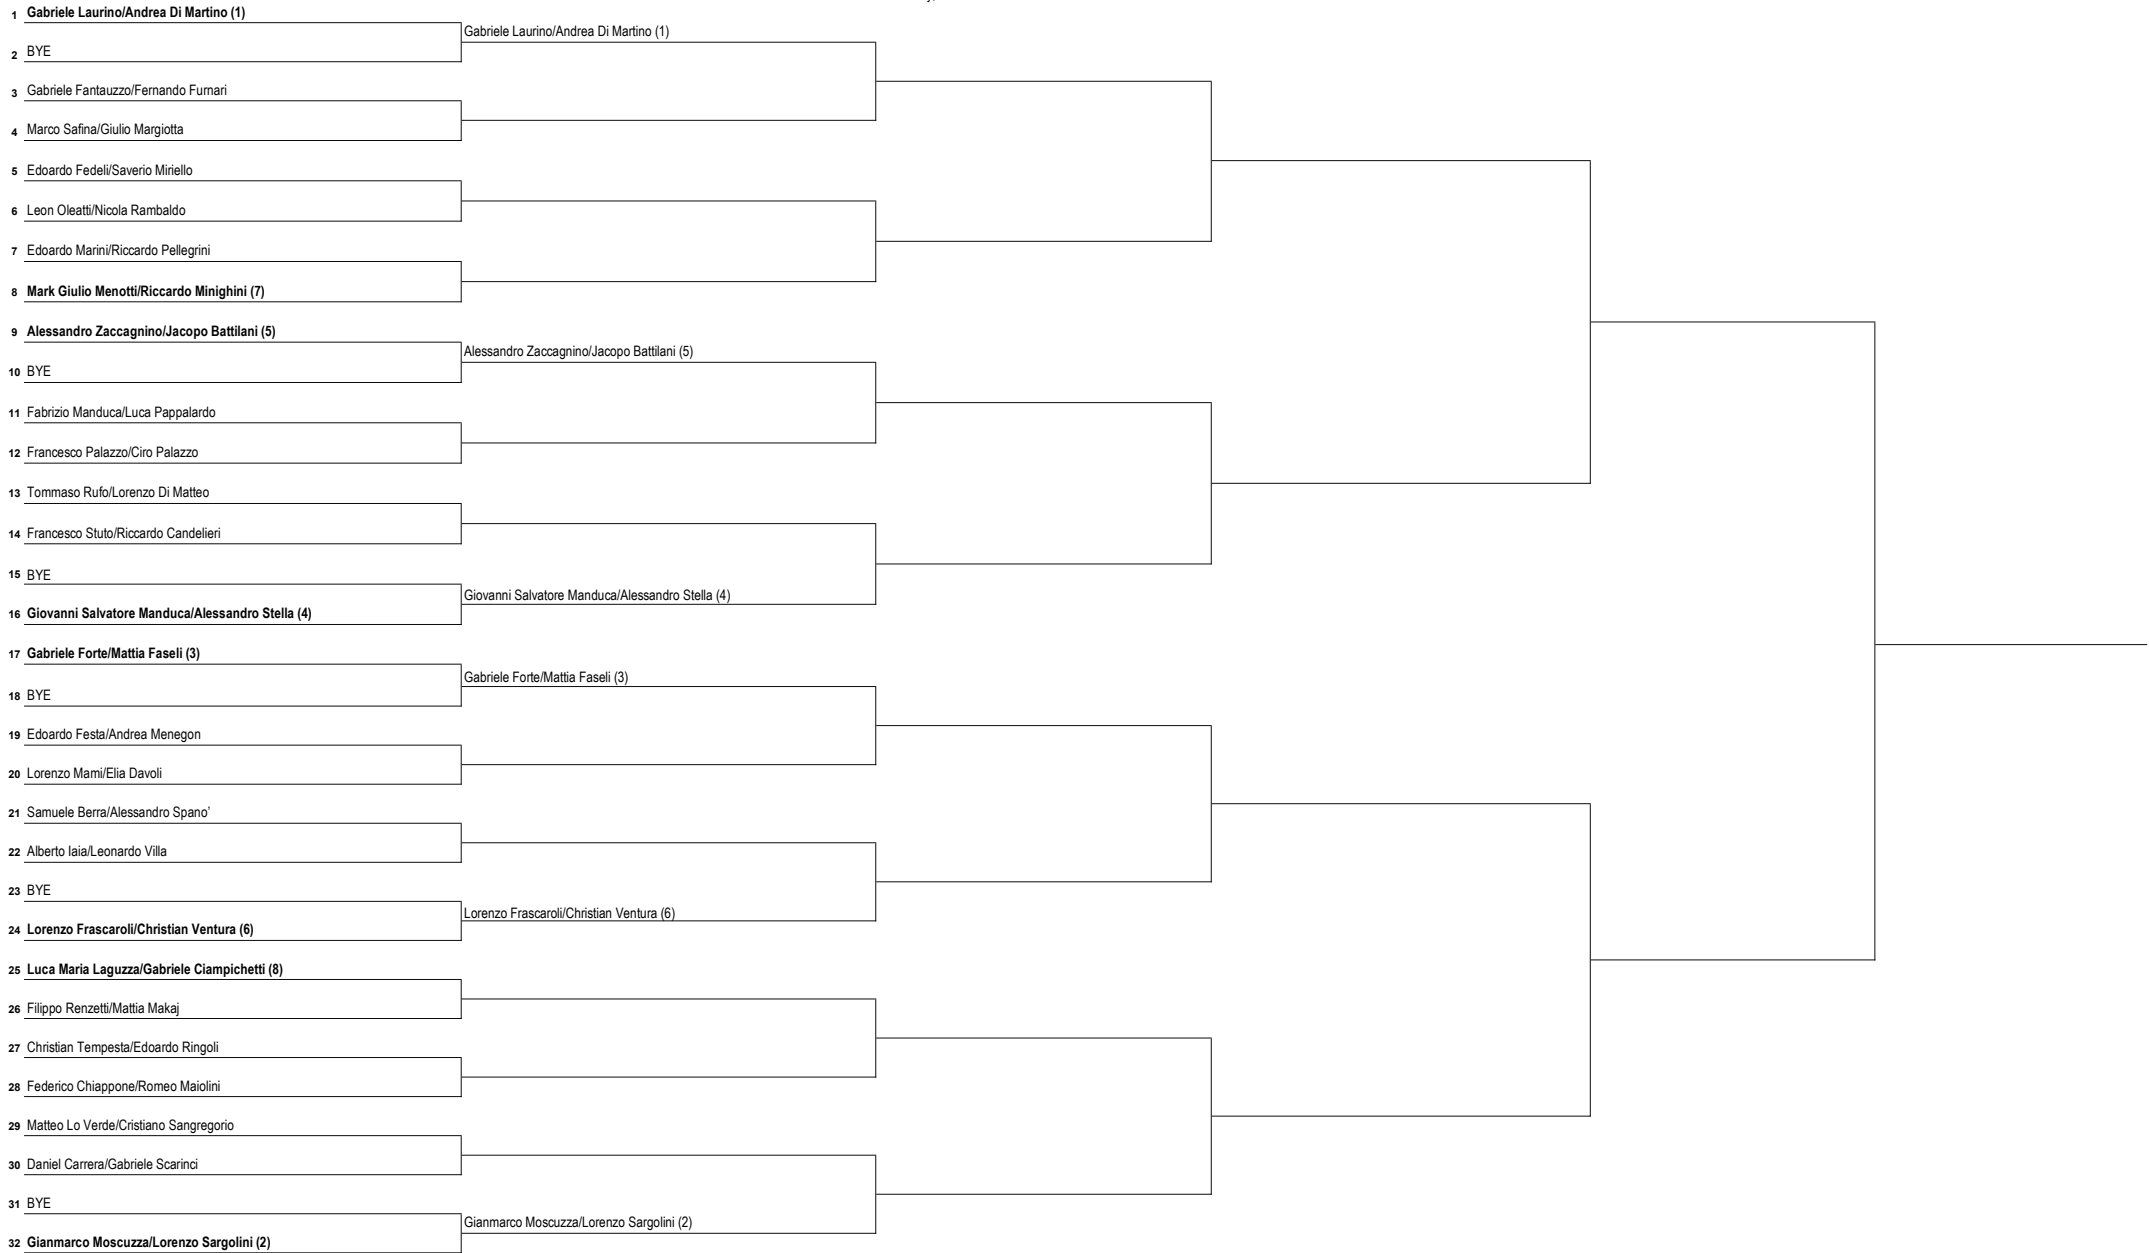 1 Gabriele Laurino/Andrea Di Martino (1)
Gabriele Laurino/Andrea Di Martino (1)
2 BYE
3 Gabriele Fantauzzo/Fernando Furnari
4 Marco Safina/Giulio Margiotta
5 Edoardo Fedeli/Saverio Miriello
6 Leon Oleatti/Nicola Rambaldo
7 Edoardo Marini/Riccardo Pellegrini
8 Mark Giulio Menotti/Riccardo Minighini (7)
9 Alessandro Zaccagnino/Jacopo Battilani (5)
Alessandro Zaccagnino/Jacopo Battilani (5)
10 BYE
11 Fabrizio Manduca/Luca Pappalardo
12 Francesco Palazzo/Ciro Palazzo
13 Tommaso Rufo/Lorenzo Di Matteo
14 Francesco Stuto/Riccardo Candelieri
15 BYE
Giovanni Salvatore Manduca/Alessandro Stella (4)
16 Giovanni Salvatore Manduca/Alessandro Stella (4)
17 Gabriele Forte/Mattia Faseli (3)
Gabriele Forte/Mattia Faseli (3)
18 BYE
19 Edoardo Festa/Andrea Menegon
20 Lorenzo Mami/Elia Davoli
21 Samuele Berra/Alessandro Spano'
22 Alberto Iaia/Leonardo Villa
23 BYE
Lorenzo Frascaroli/Christian Ventura (6)
24 Lorenzo Frascaroli/Christian Ventura (6)
25 Luca Maria Laguzza/Gabriele Ciampichetti (8)
26 Filippo Renzetti/Mattia Makaj
27 Christian Tempesta/Edoardo Ringoli
28 Federico Chiappone/Romeo Maiolini
29 Matteo Lo Verde/Cristiano Sangregorio
30 Daniel Carrera/Gabriele Scarinci
31 BYE
Gianmarco Moscuzza/Lorenzo Sargolini (2)
32 Gianmarco Moscuzza/Lorenzo Sargolini (2)